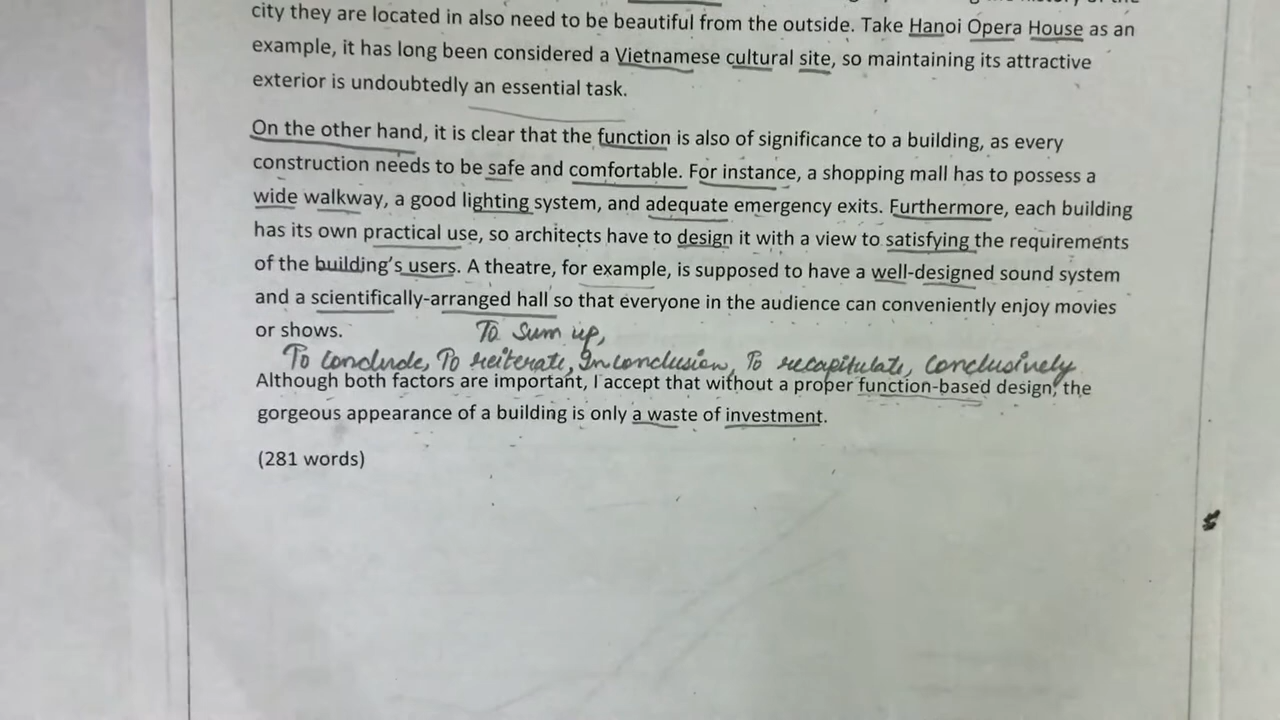 city they are located in also need to be beautiful from the outside. Take Hanoi Opera House as an
example, it has long been considered a Vietnamese cultural site, so maintaining its attractive
exterior is undoubtedly an essential task.
On the other hand, it is clear that the function is also of significance to a building, as every
construction needs to be safe and comfortable. For instance, a shopping mall has to possess a
wide walkway, a good lighting system, and adequate emergency exits. Furthermore, each building
has its own practical use, so architects have to design it with a view to satisfying the requirements
of the building's users. A theatre, for example, is supposed to have a well-designed sound system
and a scientifically-arranged hall so that everyone in the audience can conveniently enjoy movies
or shows.
To sum up,
To conclude, To reiterate, In conclusion, To recapitulate, Conclusively
Although both factors are important, I accept that without a proper function-based design, the
gorgeous appearance of a building is only a waste of investment.
(281 words)